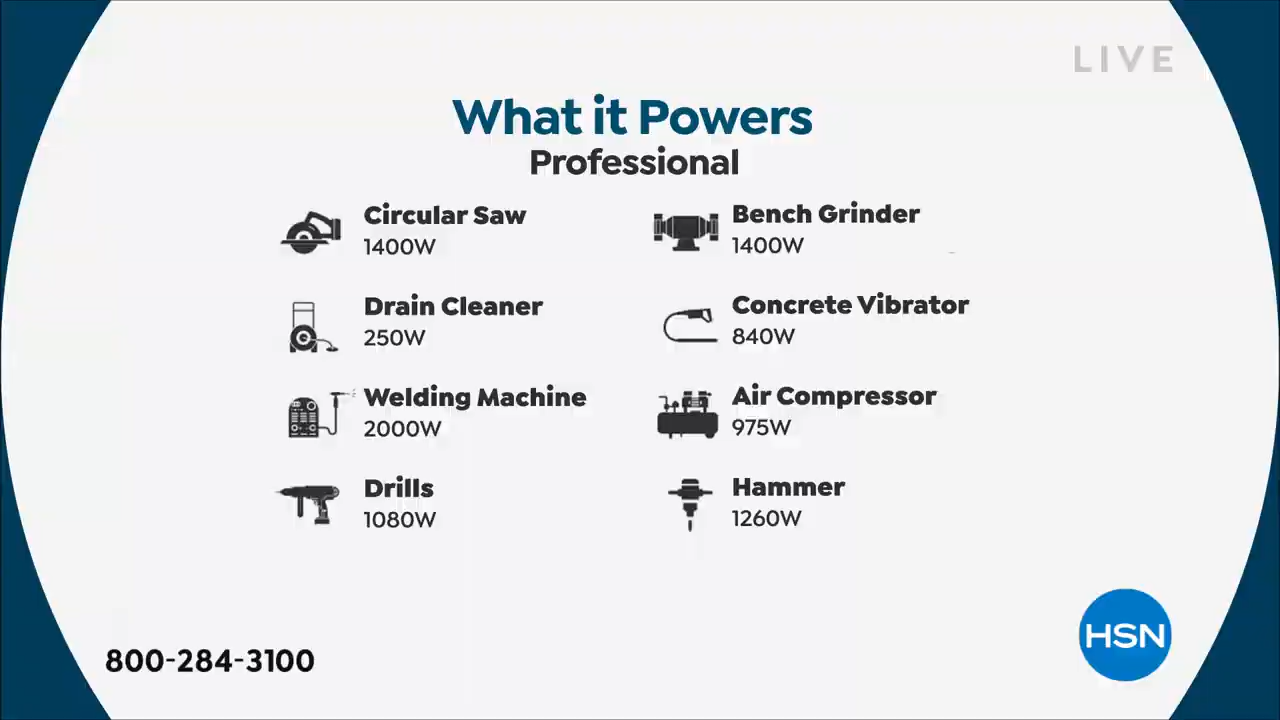 LIVE
What it Powers
Professional
Circular Saw
1400W
Bench Grinder
1400W
Drain Cleaner
250W
Concrete Vibrator
840W
Welding Machine
2000W
Air Compressor
975W
Drills
1080W
Hammer
1260W
800-284-3100
HSN